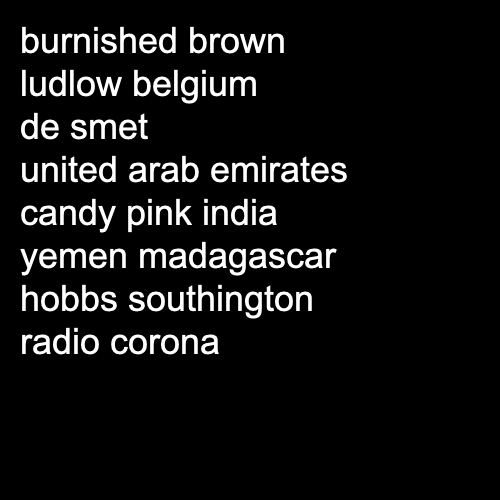 burnished brown
ludlow belgium
de smet
united arab emirates
candy pink india
yemen madagascar
hobbs southington
radio corona